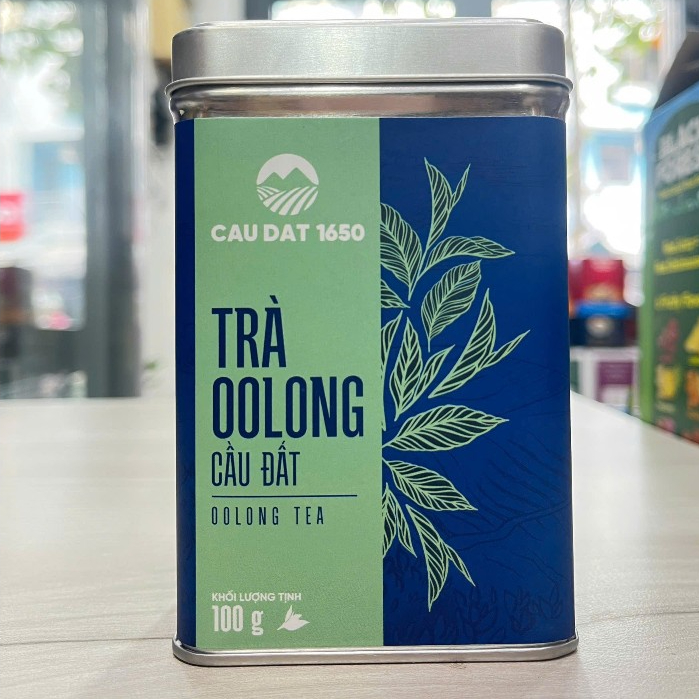 CAU DAT 1650
TRÀ
OOLONG
CẦU ĐẤT
OOLONG TEA
KHỐI LƯỢNG TỊNH
100 g